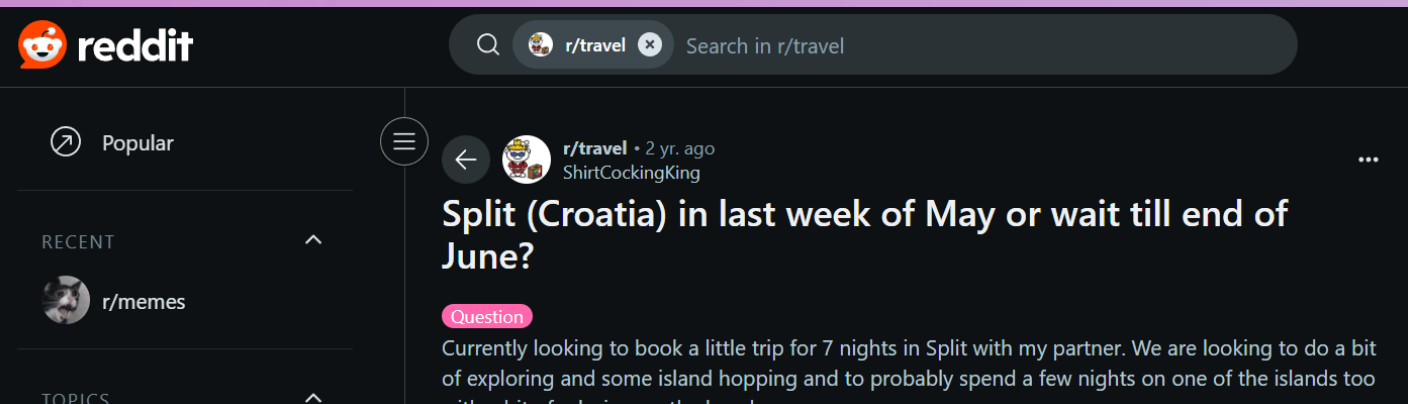 reddit
r/travel
Search in r/travel
Popular
RECENT
r/memes
TOPICS
r/travel • 2 yr. ago
ShirtCockingKing
Split (Croatia) in last week of May or wait till end of
June?
Question
Currently looking to book a little trip for 7 nights in Split with my partner. We are looking to do a bit
of exploring and some island hopping and to probably spend a few nights on one of the islands too